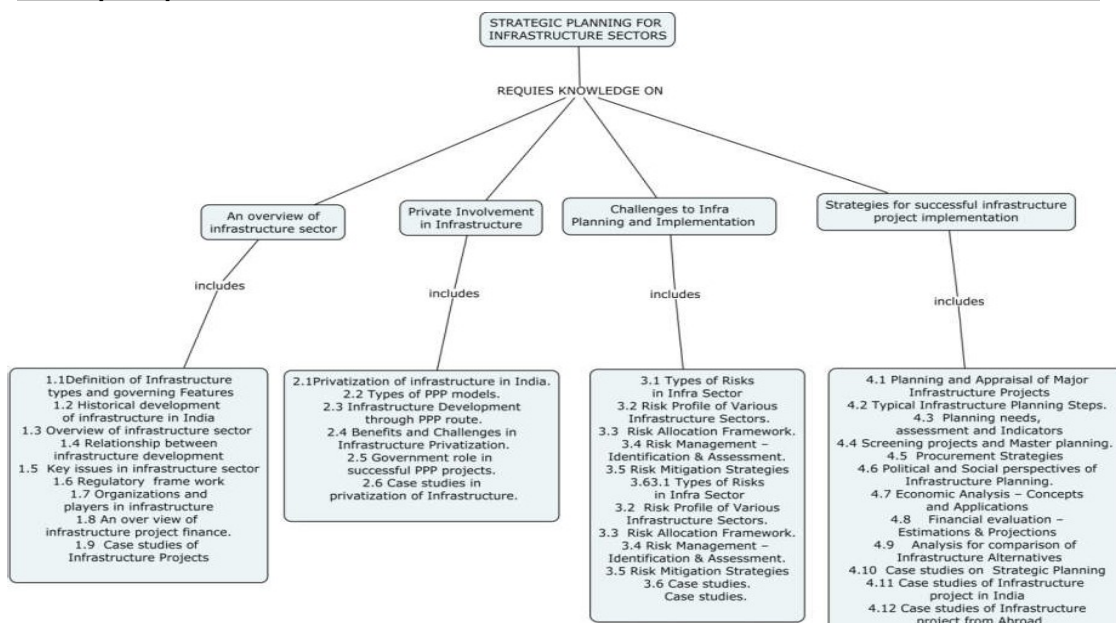 STRATEGIC PLANNING FOR
INFRASTRUCTURE SECTORS
REQUIES KNOWLEDGE ON
An overview of
infrastructure sector
Private Involvement
in Infrastructure
Challenges to Infra
Planning and Implementation
Strategies for successful infrastructure
project implementation
includes
includes
includes
includes
1.1Definition of Infrastructure
types and governing Features
1.2 Historical development
of infrastructure in India
1.3 Overview of infrastructure sector
1.4 Relationship between
infrastructure development
1.5 Key issues in infrastructure sector
1.6 Regulatory frame work
1.7 Organizations and
players in infrastructure
1.8 An over view of
infrastructure project finance.
1.9 Case studies of
Infrastructure Projects
2.1Privatization of infrastructure in India.
2.2 Types of PPP models.
2.3 Infrastructure Development
through PPP route.
2.4 Benefits and Challenges in
Infrastructure Privatization.
2.5 Government role in
successful PPP projects.
2.6 Case studies in
privatization of Infrastructure.
3.1 Types of Risks
in Infra Sector
3.2 Risk Profile of Various
Infrastructure Sectors.
3.3 Risk Allocation Framework.
3.4 Risk Management –
Identification & Assessment.
3.5 Risk Mitigation Strategies
3.63.1 Types of Risks
in Infra Sector
3.2 Risk Profile of Various
Infrastructure Sectors.
3.3 Risk Allocation Framework.
3.4 Risk Management –
Identification & Assessment.
3.5 Risk Mitigation Strategies
3.6 Case studies.
Case studies.
4.1 Planning and Appraisal of Major
Infrastructure Projects
4.2 Typical Infrastructure Planning Steps.
4.3 Planning needs,
assessment and Indicators
4.4 Screening projects and Master planning.
4.5 Procurement Strategies
4.6 Political and Social perspectives of
Infrastructure Planning.
4.7 Economic Analysis – Concepts
and Applications
4.8 Financial evaluation –
Estimations & Projections
4.9 Analysis for comparison of
Infrastructure Alternatives
4.10 Case studies on Strategic Planning
4.11 Case studies of Infrastructure
project in India
4.12 Case studies of Infrastructure
project from Abroad